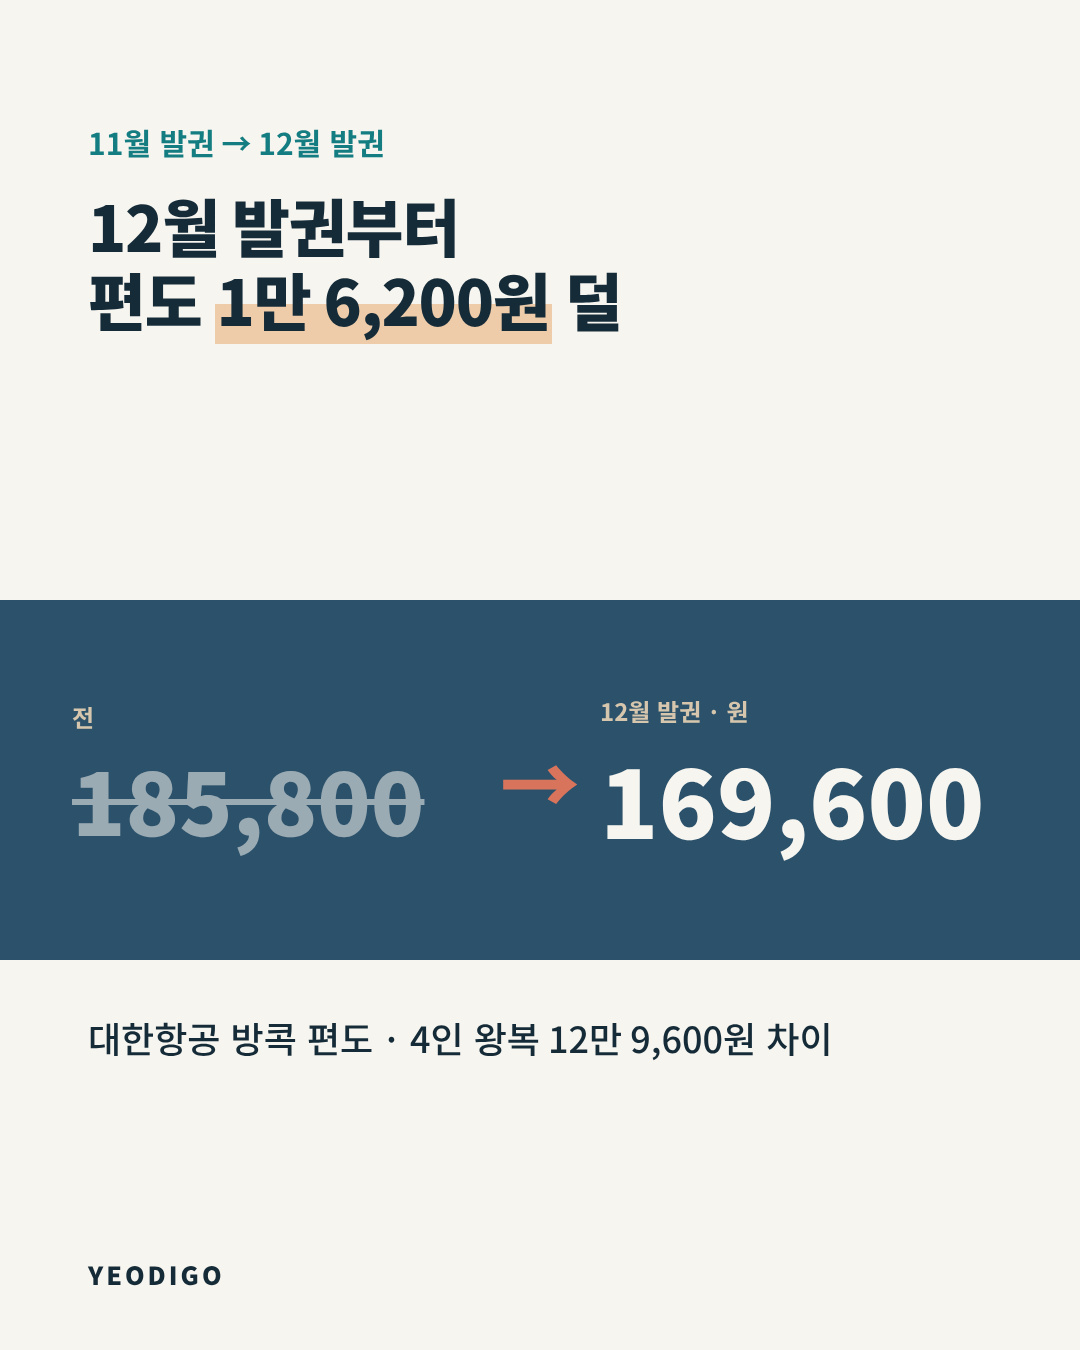 11월 발권 → 12월 발권
12월 발권부터
편도 1만 6,200원 덜
전
185,800
→
12월 발권 · 원
169,600
대한항공 방콕 편도 · 4인 왕복 12만 9,600원 차이
YEODIGO